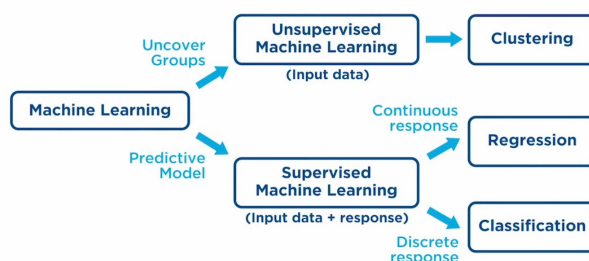 Uncover
Groups
Unsupervised
Machine Learning
(Input data)
Clustering
Machine Learning
Predictive
Model
Supervised
Machine Learning
(Input data + response)
Continuous
response
Regression
Classification
Discrete
response